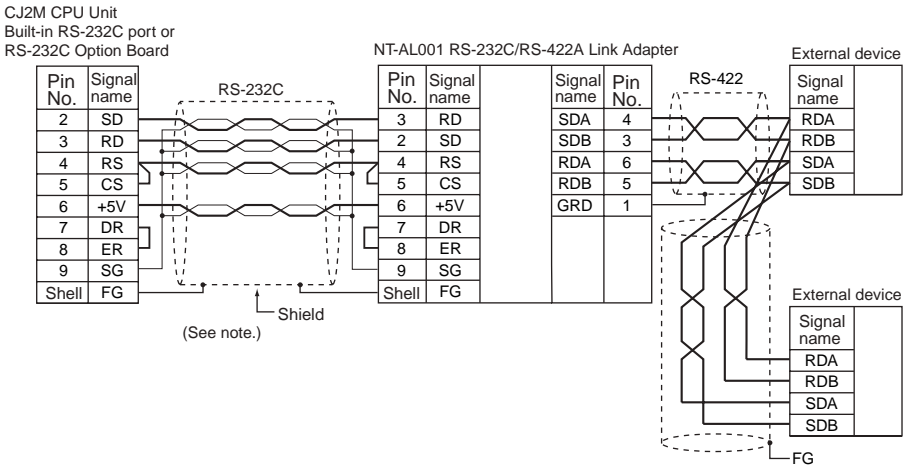 CJ2M CPU Unit
Built-in RS-232C port or
RS-232C Option Board
NT-AL001 RS-232C/RS-422A Link Adapter
External device
Pin No. Signal name
RS-232C
Pin No. Signal name
Signal name Pin No.
RS-422
Signal name
2 SD 3 RD SDA 4 RDA
3 RD 2 SD SDB 3 RDB
4 RS 4 RS RDA 6 SDA
5 CS 5 CS RDB 5 SDB
6 +5V 6 +5V GRD 1
7 DR 7 DR
8 ER 8 ER
9 SG 9 SG
Shell FG Shell FG
Shield
(See note.)
External device
Signal name
RDA
RDB
SDA
SDB
FG